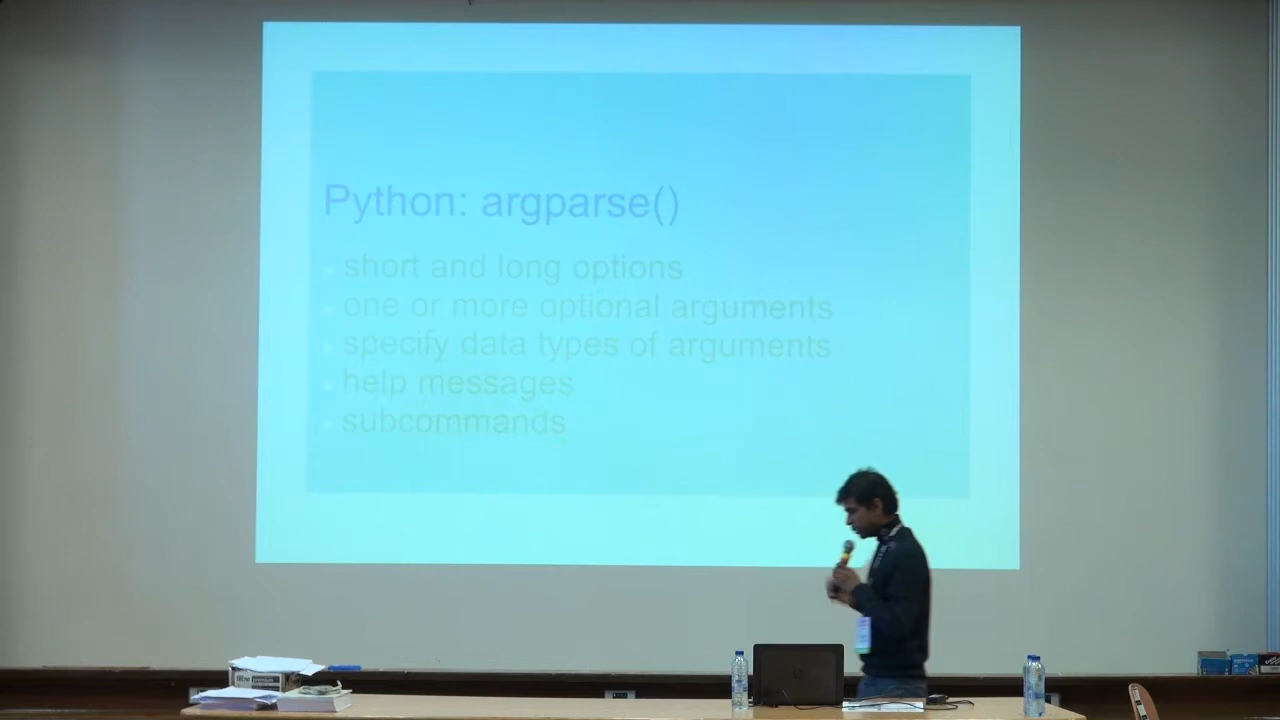 Python: argparse()
short and long options
one or more optional arguments
specify data types of arguments
help messages
subcommands